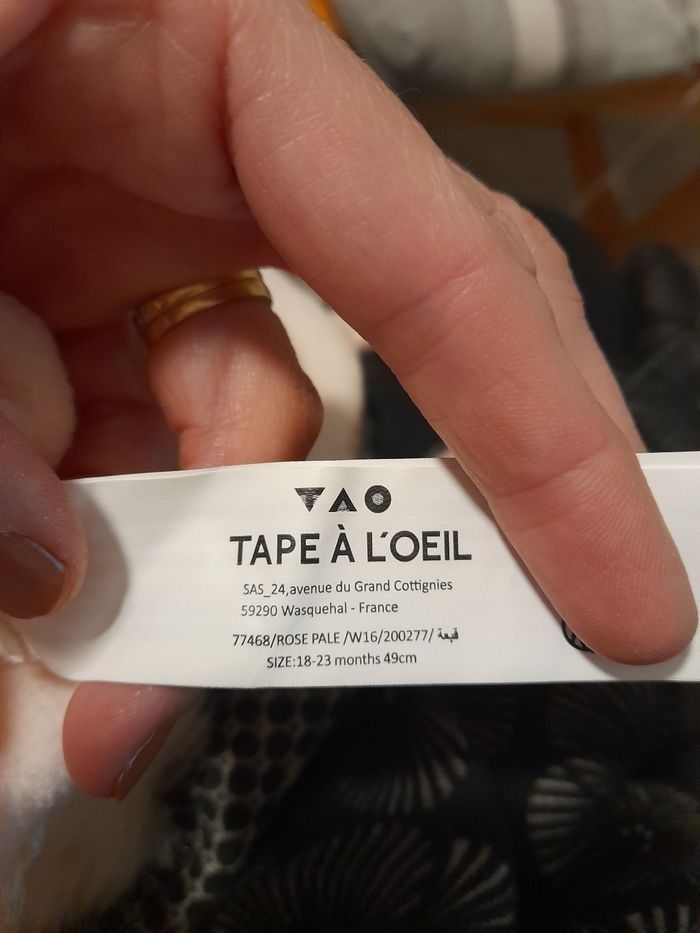 TAO
TAPE À L'OEIL
SAS_24,avenue du Grand Cottignies
59290 Wasquehal - France
77468/ROSE PALE /W16/200277/ قبعة
SIZE:18-23 months 49cm